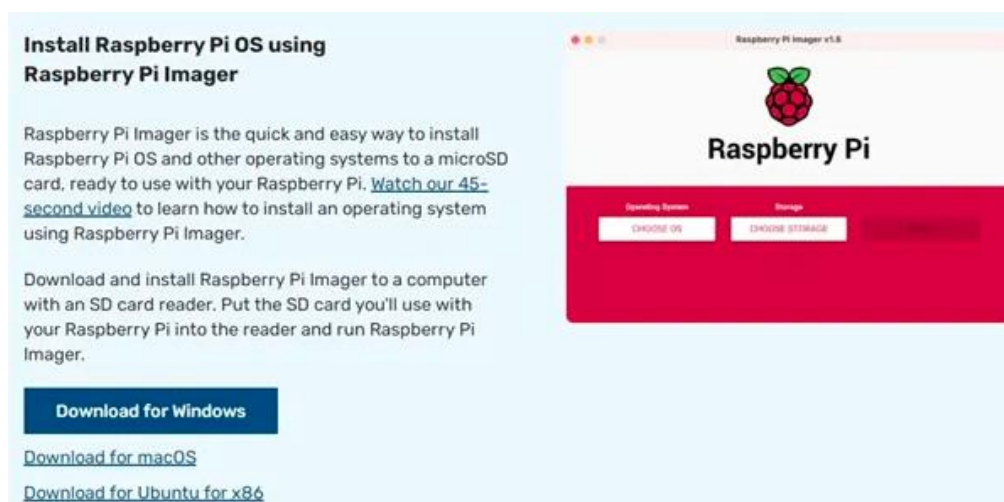 Install Raspberry Pi OS using
Raspberry Pi Imager
Raspberry Pi Imager is the quick and easy way to install
Raspberry Pi OS and other operating systems to a microSD
card, ready to use with your Raspberry Pi. Watch our 45-
second video to learn how to install an operating system
using Raspberry Pi Imager.
Download and install Raspberry Pi Imager to a computer
with an SD card reader. Put the SD card you'll use with
your Raspberry Pi into the reader and run Raspberry Pi
Imager.
Download for Windows
Download for macOS
Download for Ubuntu for x86
Raspberry Pi Imager v1.6
Raspberry Pi
Operating System
Storage
CHOOSE OS
CHOOSE STORAGE